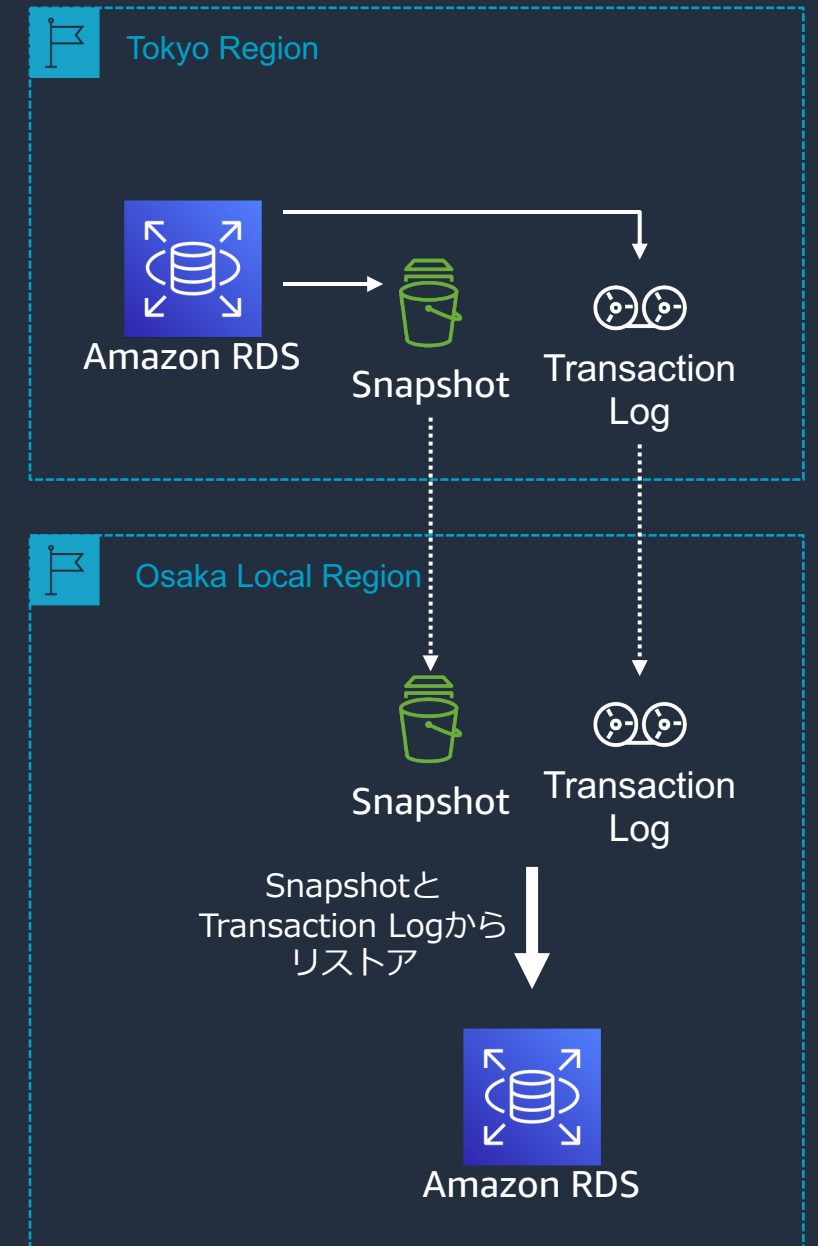 Tokyo Region
Amazon RDS
Snapshot
Transaction
Log
Osaka Local Region
Snapshot
Transaction
Log
Snapshotと
Transaction Logから
リストア
Amazon RDS